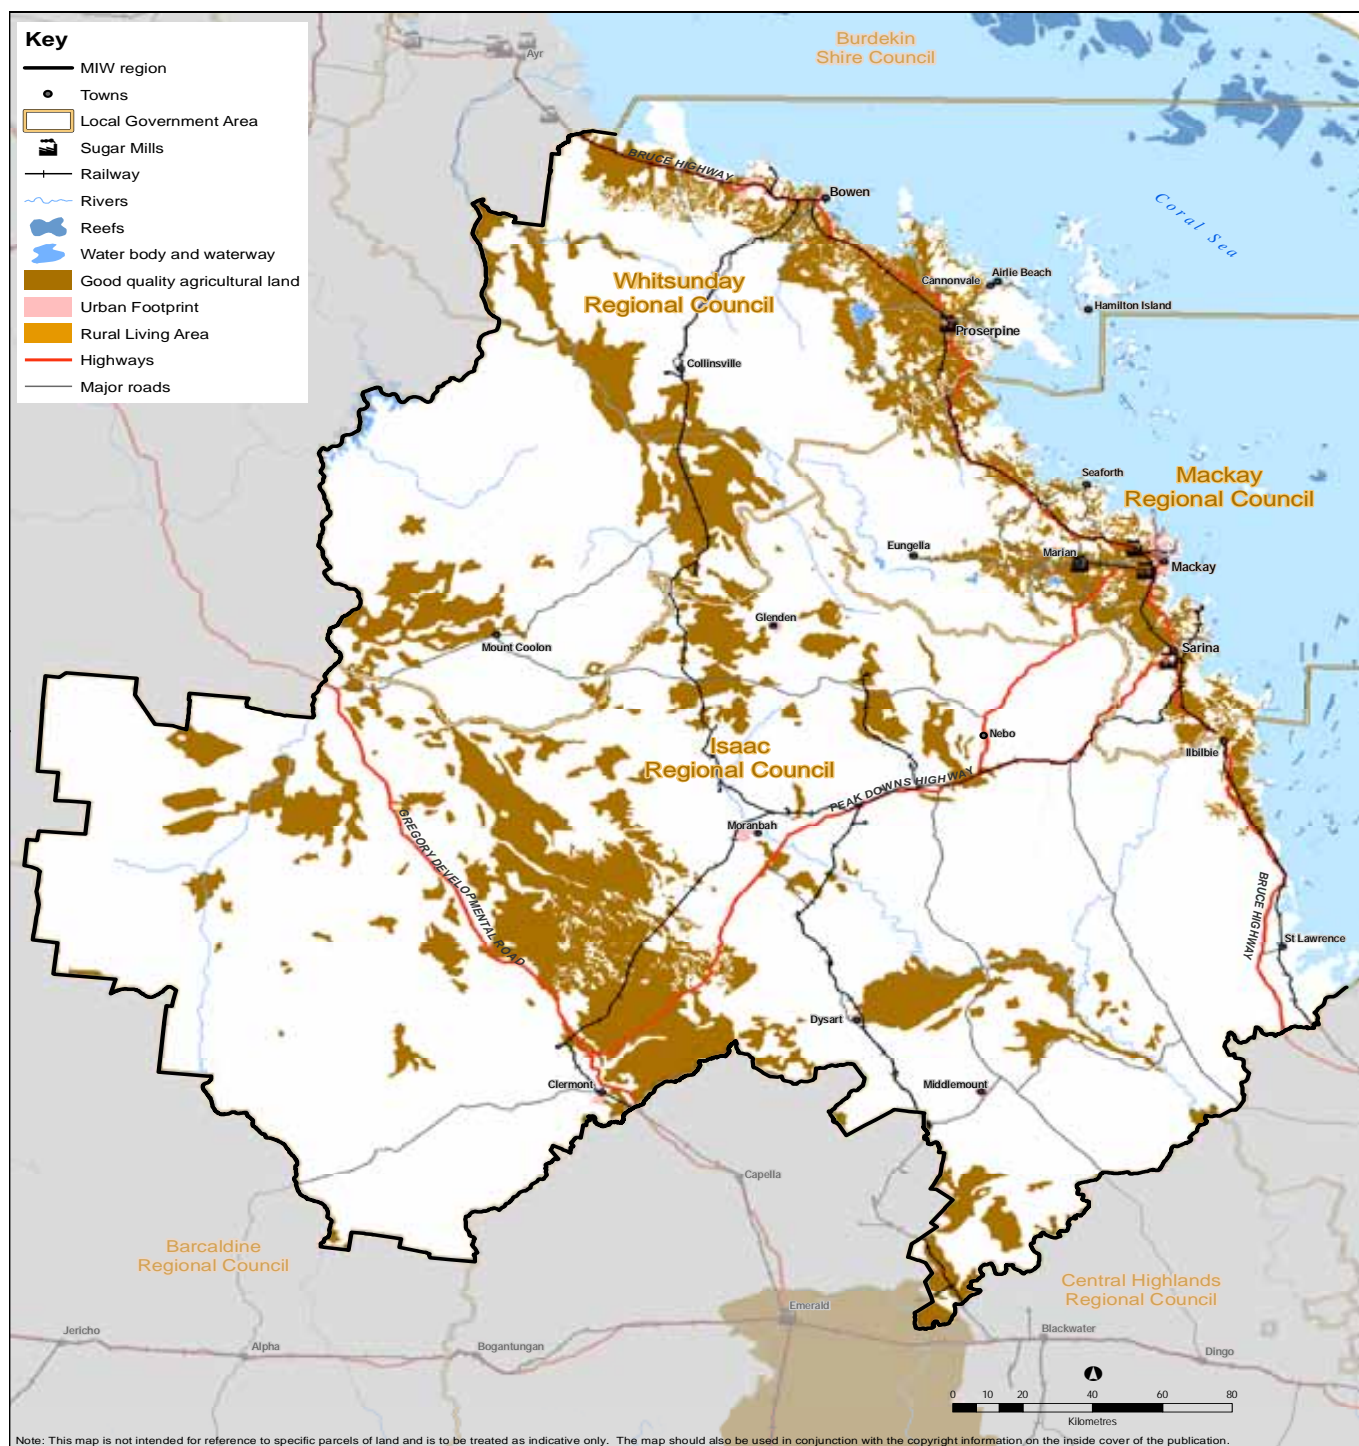 Key
MIW region
Towns
Local Government Area
Sugar Mills
Railway
Rivers
Reefs
Water body and waterway
Good quality agricultural land
Urban Footprint
Rural Living Area
Highways
Major roads
Burdekin
Shire Council
Ayr
BRUCE HIGHWAY
Bowen
Coral Sea
Whitsunday
Regional Council
Cannonvale
Airlie Beach
Hamilton Island
Proserpine
Collinsville
Seaforth
Mackay
Regional Council
Eungella
Marian
Mackay
Glenden
Mount Coolon
Sarina
Nebo
Ilbilbie
Isaac
Regional Council
PEAK DOWNS HIGHWAY
Moranbah
GREGORY DEVELOPMENTAL ROAD
BRUCE HIGHWAY
St Lawrence
Dysart
Clermont
Middlemount
Capella
Barcaldine
Regional Council
Central Highlands
Regional Council
Emerald
Jericho
Alpha
Bogantungan
Blackwater
Dingo
0 10 20 40 60 80
Kilometres
Note: This map is not intended for reference to specific parcels of land and is to be treated as indicative only. The map should also be used in conjunction with the copyright information on the inside cover of the publication.